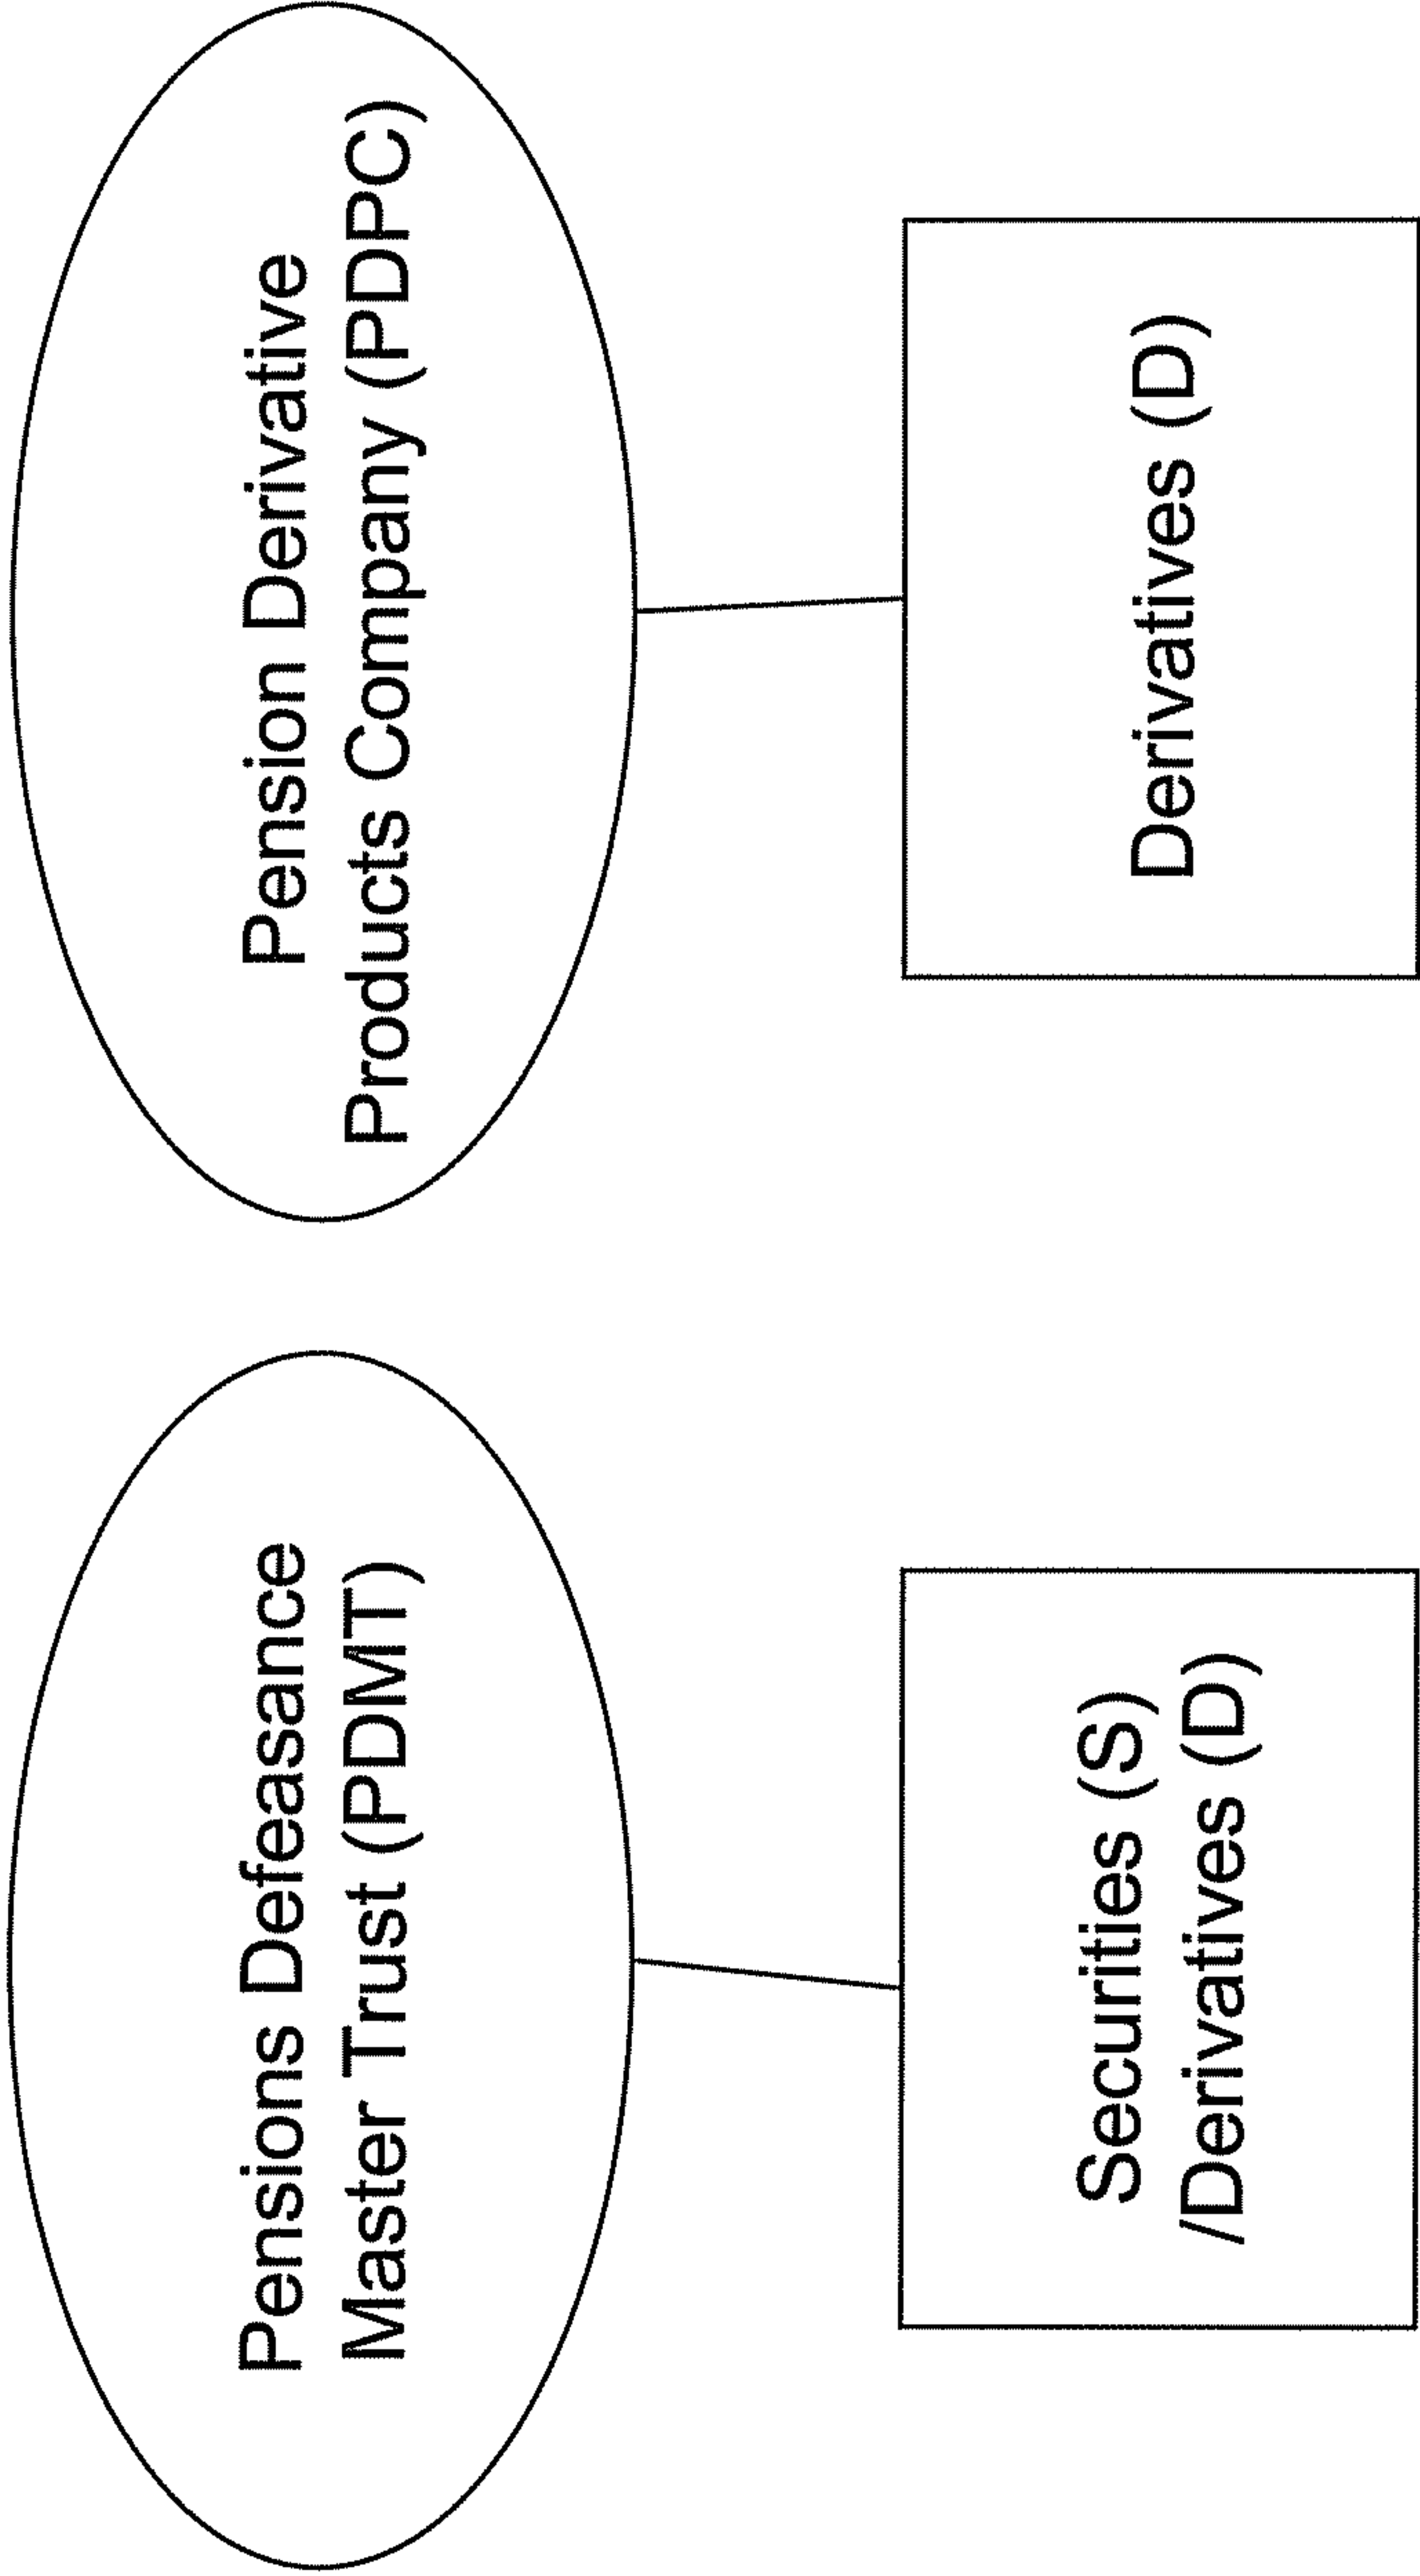 Pensions Defeasance
Master Trust (PDMT)
Securities (S)
/Derivatives (D)
Pension Derivative
Products Company (PDPC)
Derivatives (D)